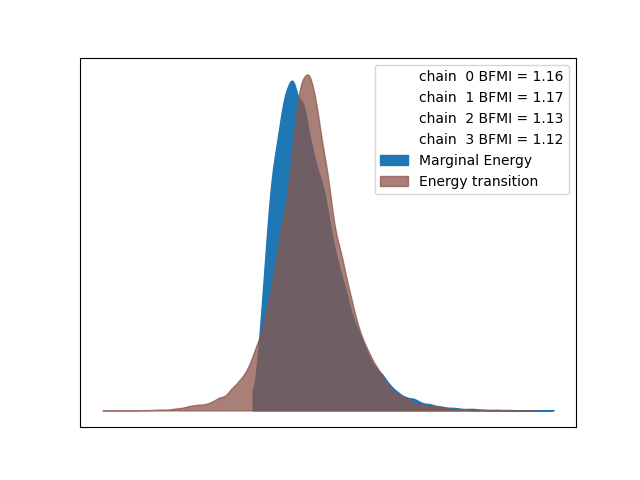 chain  0 BFMI = 1.16
chain  1 BFMI = 1.17
chain  2 BFMI = 1.13
chain  3 BFMI = 1.12
Marginal Energy
Energy transition